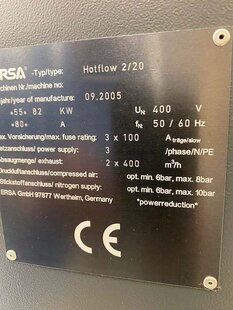 ERSA® -Typ/type: Hotflow 2/20
schinen Nr./machine no:
jahr/year of manufacture: 09.2005
*55* 82 KW UN 400 V
*80* A fN 50/60 Hz
ax. Vorsicherung/max. fuse rating: 3 x 100 A träge/slow
etzanschluss/ power supply: 3 /phase/N/PE
bsaugmenge/ exhaust: 2 x 400 m³/h
Druckluftanschluss/compressed air: opt. min. 6bar, max. 8bar
Stickstoffanschluss/ nitrogen supply: opt. min. 6bar, max. 10bar
ERSA GmbH 97877 Wertheim, Germany *powerreduction*
CE